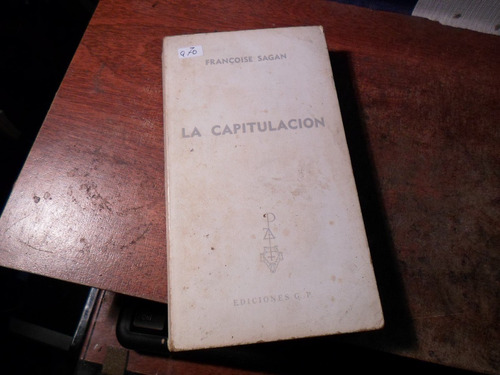 FRANÇOISE SAGAN
LA CAPITULACION
EDICIONES G.P.